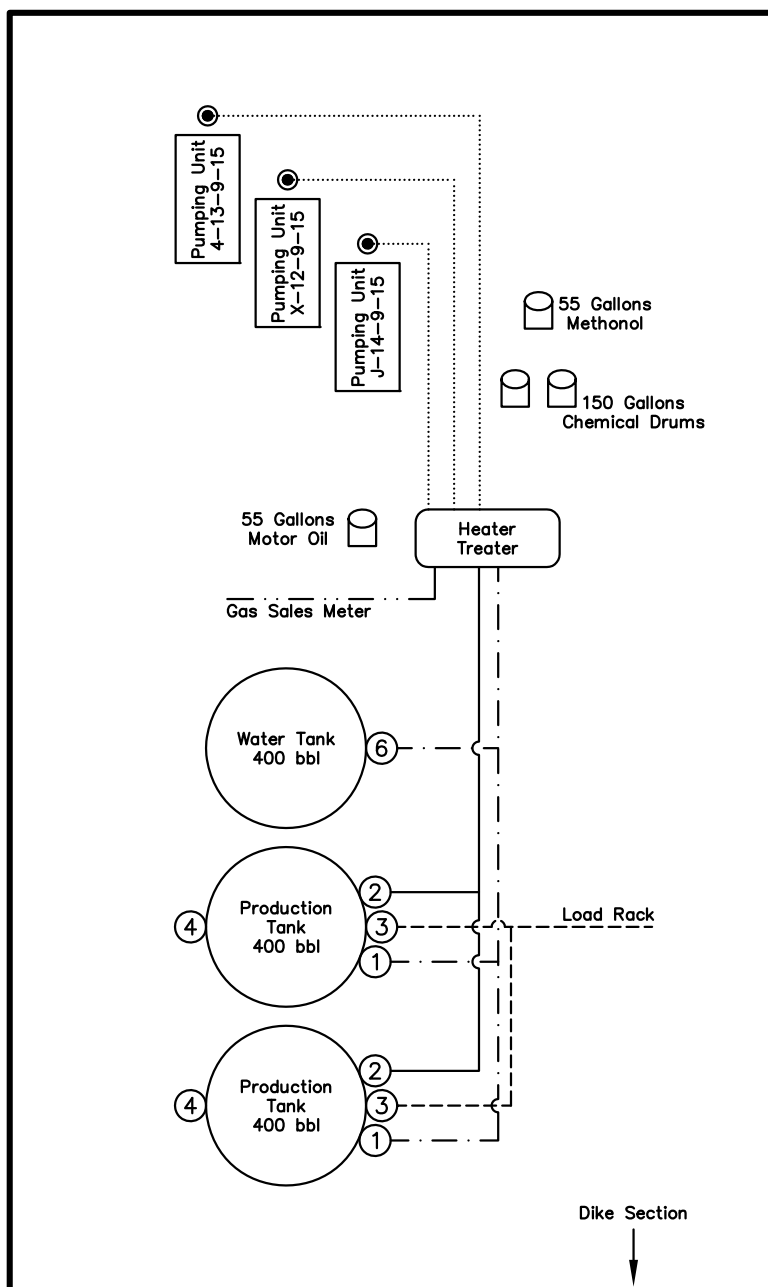 Pumping Unit
4-13-9-15
Pumping Unit
X-12-9-15
Pumping Unit
J-14-9-15
55 Gallons
Methonol
150 Gallons
Chemical Drums
55 Gallons
Motor Oil
Heater
Treater
Gas Sales Meter
Water Tank
400 bbl
6
2
Production
Tank
400 bbl
4
3
Load Rack
1
2
Production
Tank
400 bbl
4
3
1
Dike Section